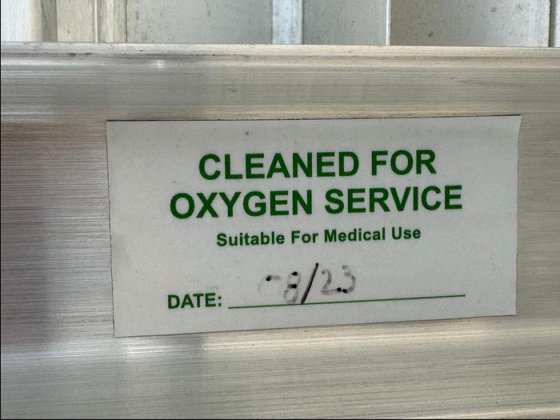 CLEANED FOR
OXYGEN SERVICE
Suitable For Medical Use
DATE: 8/23